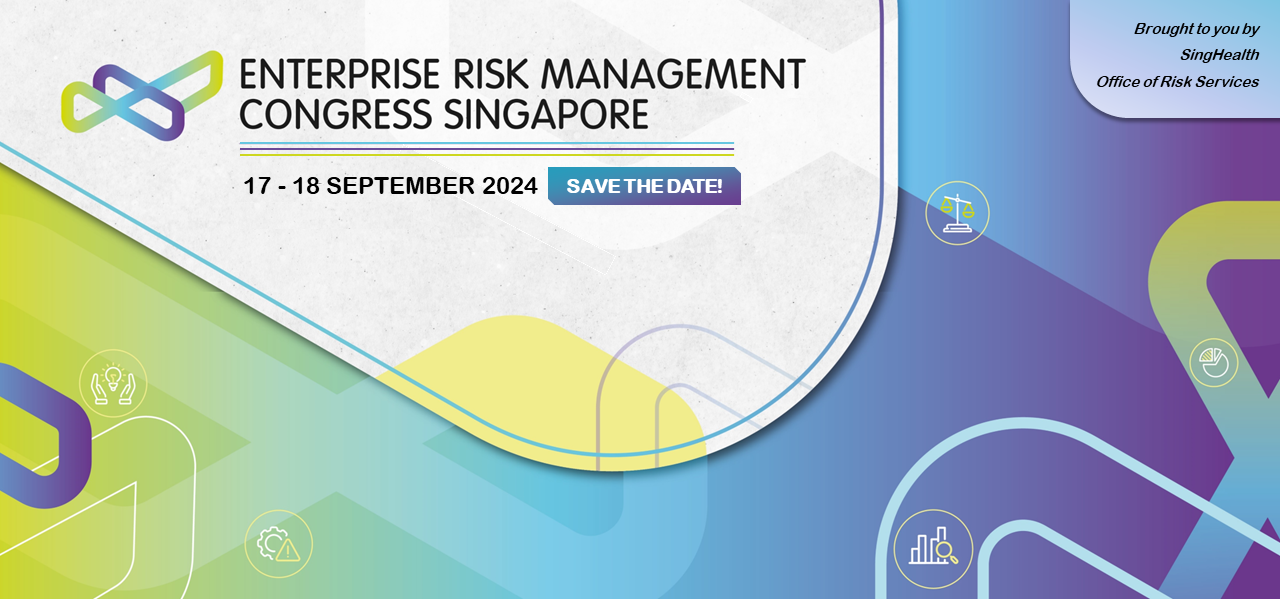 ENTERPRISE RISK MANAGEMENT
CONGRESS SINGAPORE
17 - 18 SEPTEMBER 2024
SAVE THE DATE!
Brought to you by
SingHealth
Office of Risk Services